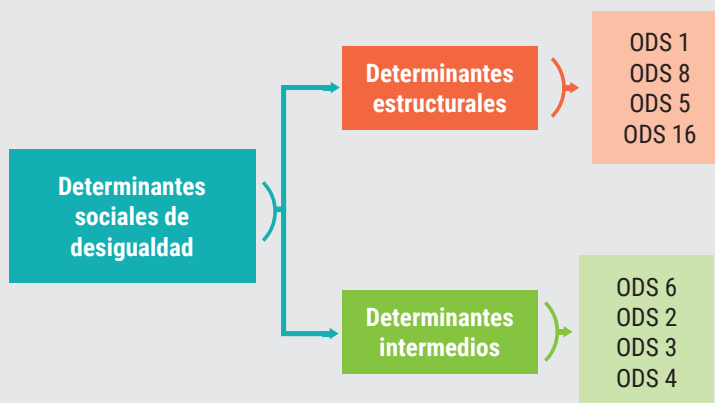 Determinantes
sociales de
desigualdad
Determinantes
estructurales
ODS 1
ODS 8
ODS 5
ODS 16
Determinantes
intermedios
ODS 6
ODS 2
ODS 3
ODS 4